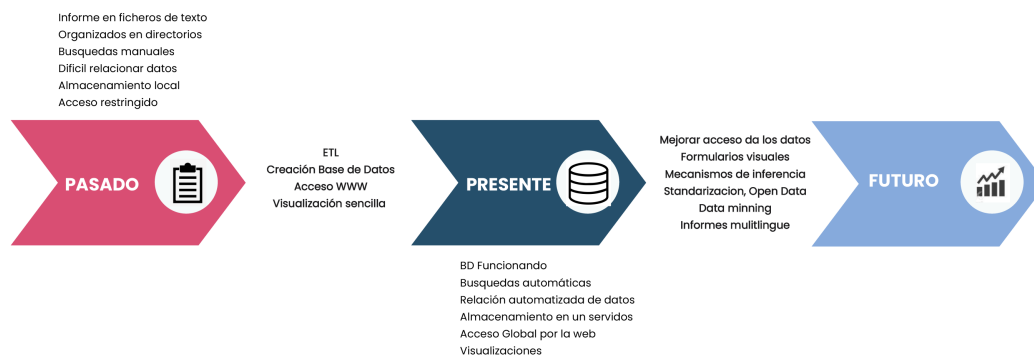 Informe en ficheros de texto
Organizados en directorios
Busquedas manuales
Dificil relacionar datos
Almacenamiento local
Acceso restringido
PASADO
ETL
Creación Base de Datos
Acceso WWW
Visualización sencilla
PRESENTE
BD Funcionando
Busquedas automáticas
Relación automatizada de datos
Almacenamiento en un servidos
Acceso Global por la web
Visualizaciones
Mejorar acceso da los datos
Formularios visuales
Mecanismos de inferencia
Standarizacion, Open Data
Data minning
Informes mulitlingue
FUTURO